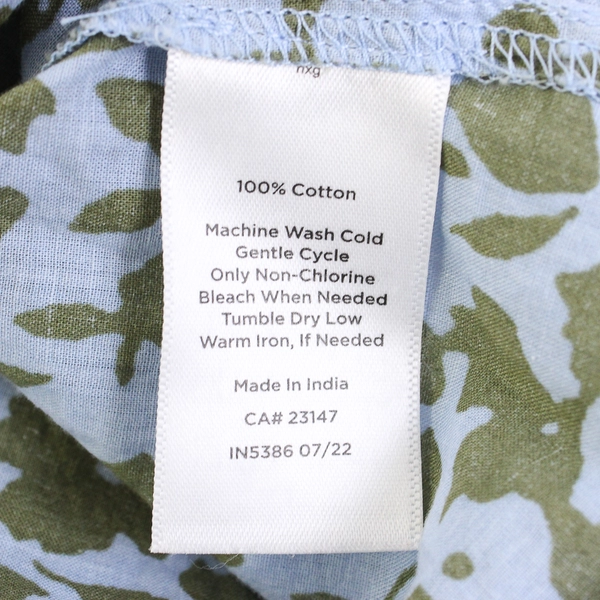 100% Cotton
Machine Wash Cold
Gentle Cycle
Only Non-Chlorine
Bleach When Needed
Tumble Dry Low
Warm Iron, If Needed
Made In India
CA# 23147
IN5386 07/22